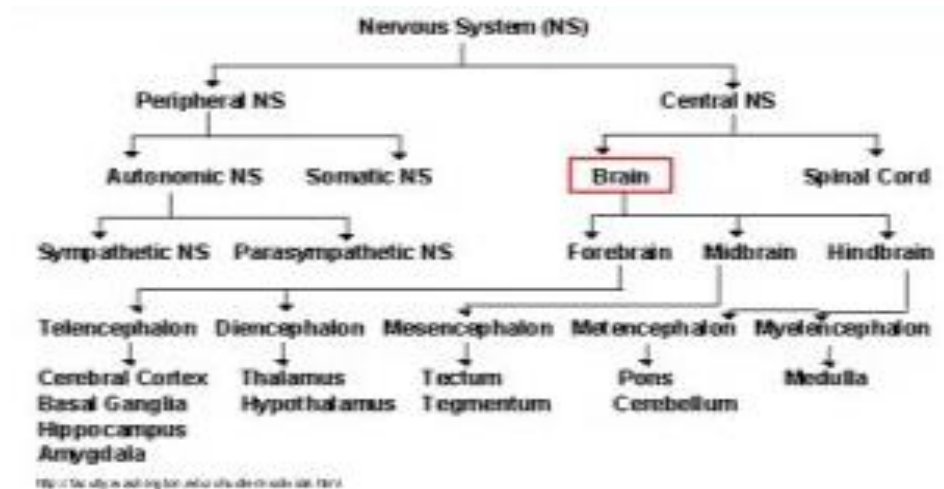 Nervous System (NS)
Peripheral NS Central NS
Autonomic NS Somatic NS Brain Spinal Cord
Sympathetic NS Parasympathetic NS Forebrain Midbrain Hindbrain
Telencephalon Diencephalon Mesencephalon Metencephalon Myelencephalon
Cerebral Cortex Thalamus Tectum Pons Medulla
Basal Ganglia Hypothalamus Tegmentum Cerebellum
Hippocampus
Amygdala